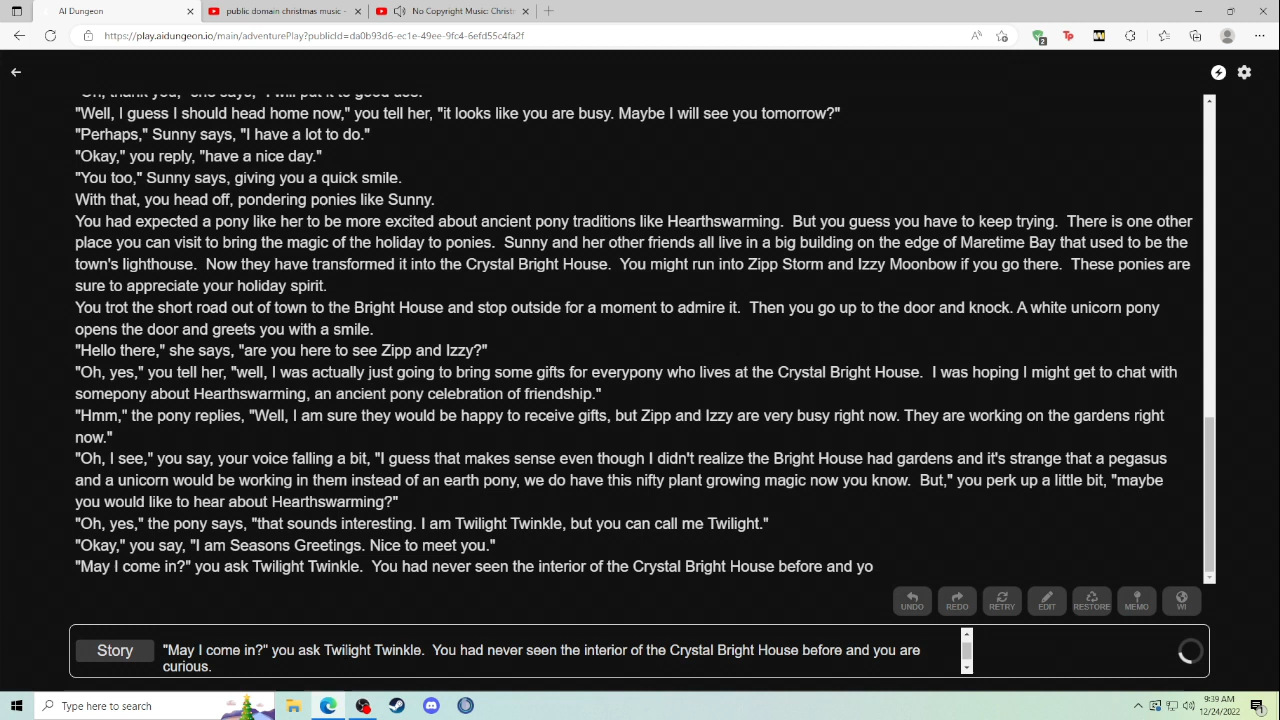 AI Dungeon
public domain christmas music -
No Copyright Music: Christ
https://play.aidungeon.io/main/adventurePlay?publicId=da0b93d6-ec1e-49ee-9fc4-6efd55c4fa2f
"Oh, thank you," she says, "I will put it to good use."
"Well, I guess I should head home now," you tell her, "it looks like you are busy. Maybe I will see you tomorrow?"
"Perhaps," Sunny says, "I have a lot to do."
"Okay," you reply, "have a nice day."
"You too," Sunny says, giving you a quick smile.
With that, you head off, pondering ponies like Sunny.
You had expected a pony like her to be more excited about ancient pony traditions like Hearthswarming.  But you guess you have to keep trying.  There is one other
place you can visit to bring the magic of the holiday to ponies.  Sunny and her other friends all live in a big building on the edge of Maretime Bay that used to be the
town's lighthouse.  Now they have transformed it into the Crystal Bright House.  You might run into Zipp Storm and Izzy Moonbow if you go there.  These ponies are
sure to appreciate your holiday spirit.
You trot the short road out of town to the Bright House and stop outside for a moment to admire it.  Then you go up to the door and knock. A white unicorn pony
opens the door and greets you with a smile.
"Hello there," she says, "are you here to see Zipp and Izzy?"
"Oh, yes," you tell her, "well, I was actually just going to bring some gifts for everypony who lives at the Crystal Bright House.  I was hoping I might get to chat with
somepony about Hearthswarming, an ancient pony celebration of friendship."
"Hmm," the pony replies, "Well, I am sure they would be happy to receive gifts, but Zipp and Izzy are very busy right now. They are working on the gardens right
now."
"Oh, I see," you say, your voice falling a bit, "I guess that makes sense even though I didn't realize the Bright House had gardens and it's strange that a pegasus
and a unicorn would be working in them instead of an earth pony, we do have this nifty plant growing magic now you know.  But," you perk up a little bit, "maybe
you would like to hear about Hearthswarming?"
"Oh, yes," the pony says, "that sounds interesting. I am Twilight Twinkle, but you can call me Twilight."
"Okay," you say, "I am Seasons Greetings. Nice to meet you."
"May I come in?" you ask Twilight Twinkle.  You had never seen the interior of the Crystal Bright House before and yo
UNDO REDO RETRY EDIT RESTORE MEMO WI
Story
"May I come in?" you ask Twilight Twinkle.  You had never seen the interior of the Crystal Bright House before and you are
curious.
Type here to search
9:39 AM
12/24/2022